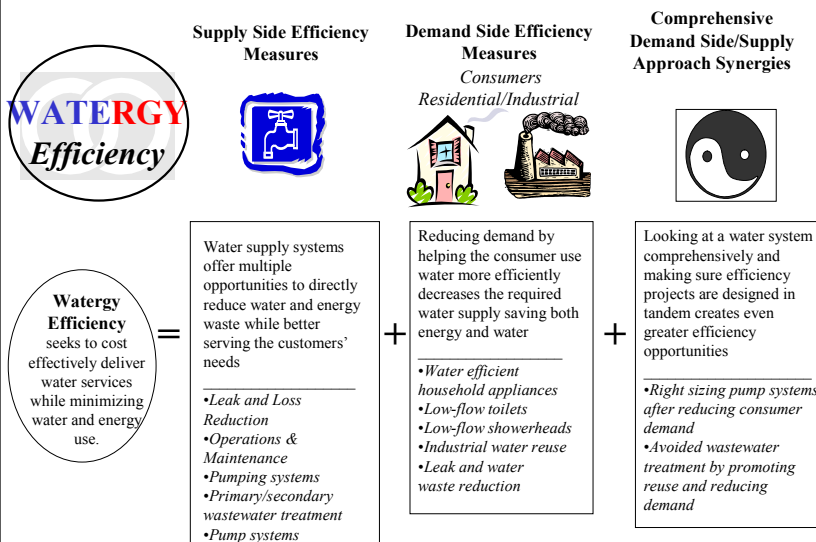 Supply Side Efficiency
Measures
Demand Side Efficiency
Measures
Consumers
Residential/Industrial
Comprehensive
Demand Side/Supply
Approach Synergies
WATERGY
Efficiency
Watergy
Efficiency
seeks to cost
effectively deliver
water services
while minimizing
water and energy
use.
=
Water supply systems
offer multiple
opportunities to directly
reduce water and energy
waste while better
serving the customers’
needs
•Leak and Loss
Reduction
•Operations &
Maintenance
•Pumping systems
•Primary/secondary
wastewater treatment
•Pump systems
+
Reducing demand by
helping the consumer use
water more efficiently
decreases the required
water supply saving both
energy and water
•Water efficient
household appliances
•Low-flow toilets
•Low-flow showerheads
•Industrial water reuse
•Leak and water
waste reduction
+
Looking at a water system
comprehensively and
making sure efficiency
projects are designed in
tandem creates even
greater efficiency
opportunities
•Right sizing pump systems
after reducing consumer
demand
•Avoided wastewater
treatment by promoting
reuse and reducing
demand